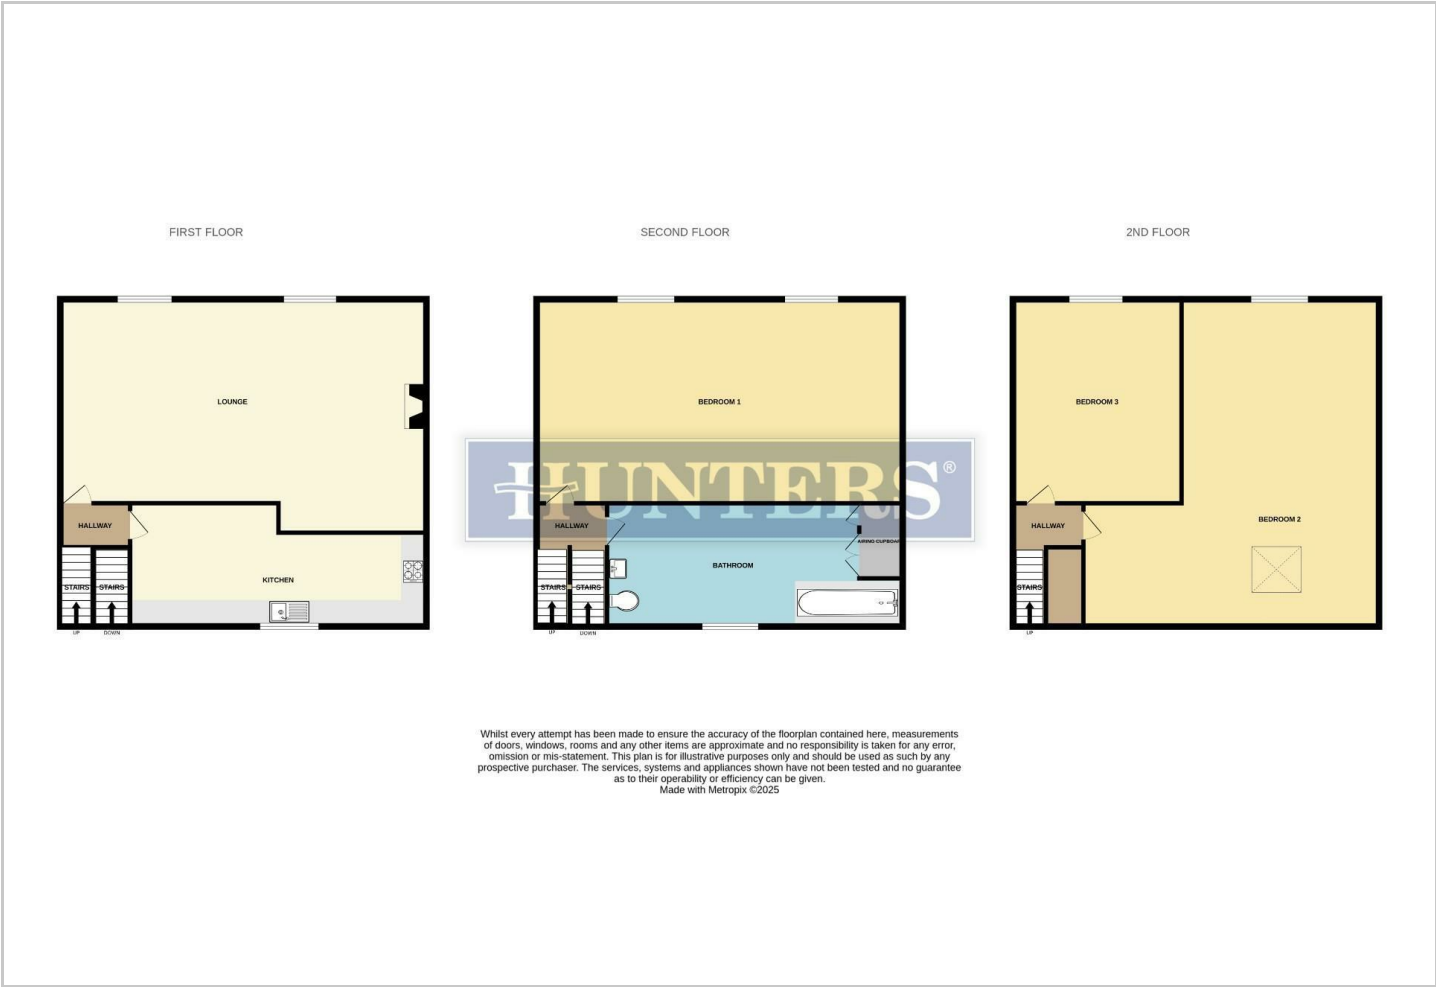 FIRST FLOOR
SECOND FLOOR
2ND FLOOR
LOUNGE
HALLWAY
KITCHEN
STAIRS
STAIRS
UP
DOWN
BEDROOM 1
HUNTERS®
HALLWAY
BATHROOM
AIRING CUPBOARD
STAIRS
STAIRS
UP
DOWN
BEDROOM 3
HALLWAY
BEDROOM 2
STAIRS
UP
Whilst every attempt has been made to ensure the accuracy of the floorplan contained here, measurements
of doors, windows, rooms and any other items are approximate and no responsibility is taken for any error,
omission or mis-statement. This plan is for illustrative purposes only and should be used as such by any
prospective purchaser. The services, systems and appliances shown have not been tested and no guarantee
as to their operability or efficiency can be given.
Made with Metropix ©2025